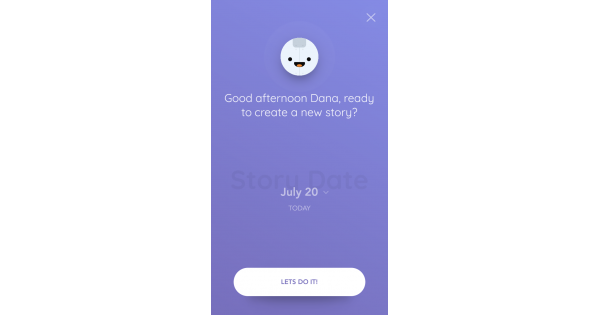 Good afternoon Dana, ready
to create a new story?
Story Date
July 20
TODAY
LETS DO IT!